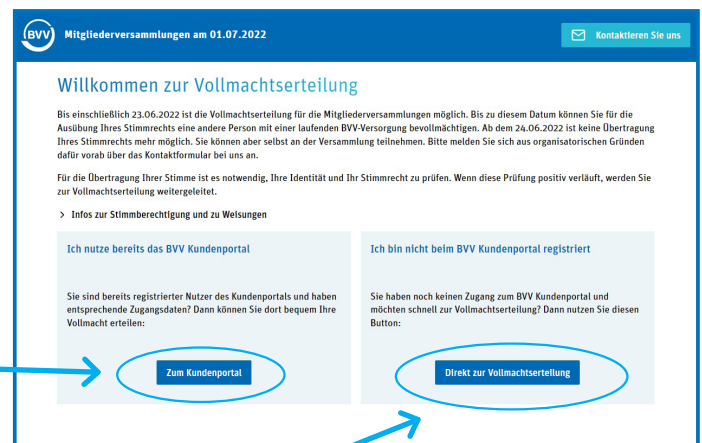 BVV Mitgliederversammlungen am 01.07.2022
Kontaktieren Sie uns
Willkommen zur Vollmachtserteilung
Bis einschließlich 23.06.2022 ist die Vollmachtserteilung für die Mitgliederversammlungen möglich. Bis zu diesem Datum können Sie für die
Ausübung Ihres Stimmrechts eine andere Person mit einer laufenden BVV-Versorgung bevollmächtigen. Ab dem 24.06.2022 ist keine Übertragung
Ihres Stimmrechts mehr möglich. Sie können aber selbst an der Versammlung teilnehmen. Bitte melden Sie sich aus organisatorischen Gründen
dafür vorab über das Kontaktformular bei uns an.
Für die Übertragung Ihrer Stimme ist es notwendig, Ihre Identität und Ihr Stimmrecht zu prüfen. Wenn diese Prüfung positiv verläuft, werden Sie
zur Vollmachtserteilung weitergeleitet.
> Infos zur Stimmberechtigung und zu Weisungen
Ich nutze bereits das BVV Kundenportal
Sie sind bereits registrierter Nutzer des Kundenportals und haben
entsprechende Zugangsdaten? Dann können Sie dort bequem Ihre
Vollmacht erteilen:
Zum Kundenportal
Ich bin nicht beim BVV Kundenportal registriert
Sie haben noch keinen Zugang zum BVV Kundenportal und
möchten schnell zur Vollmachtserteilung? Dann nutzen Sie diesen
Button:
Direkt zur Vollmachtserteilung